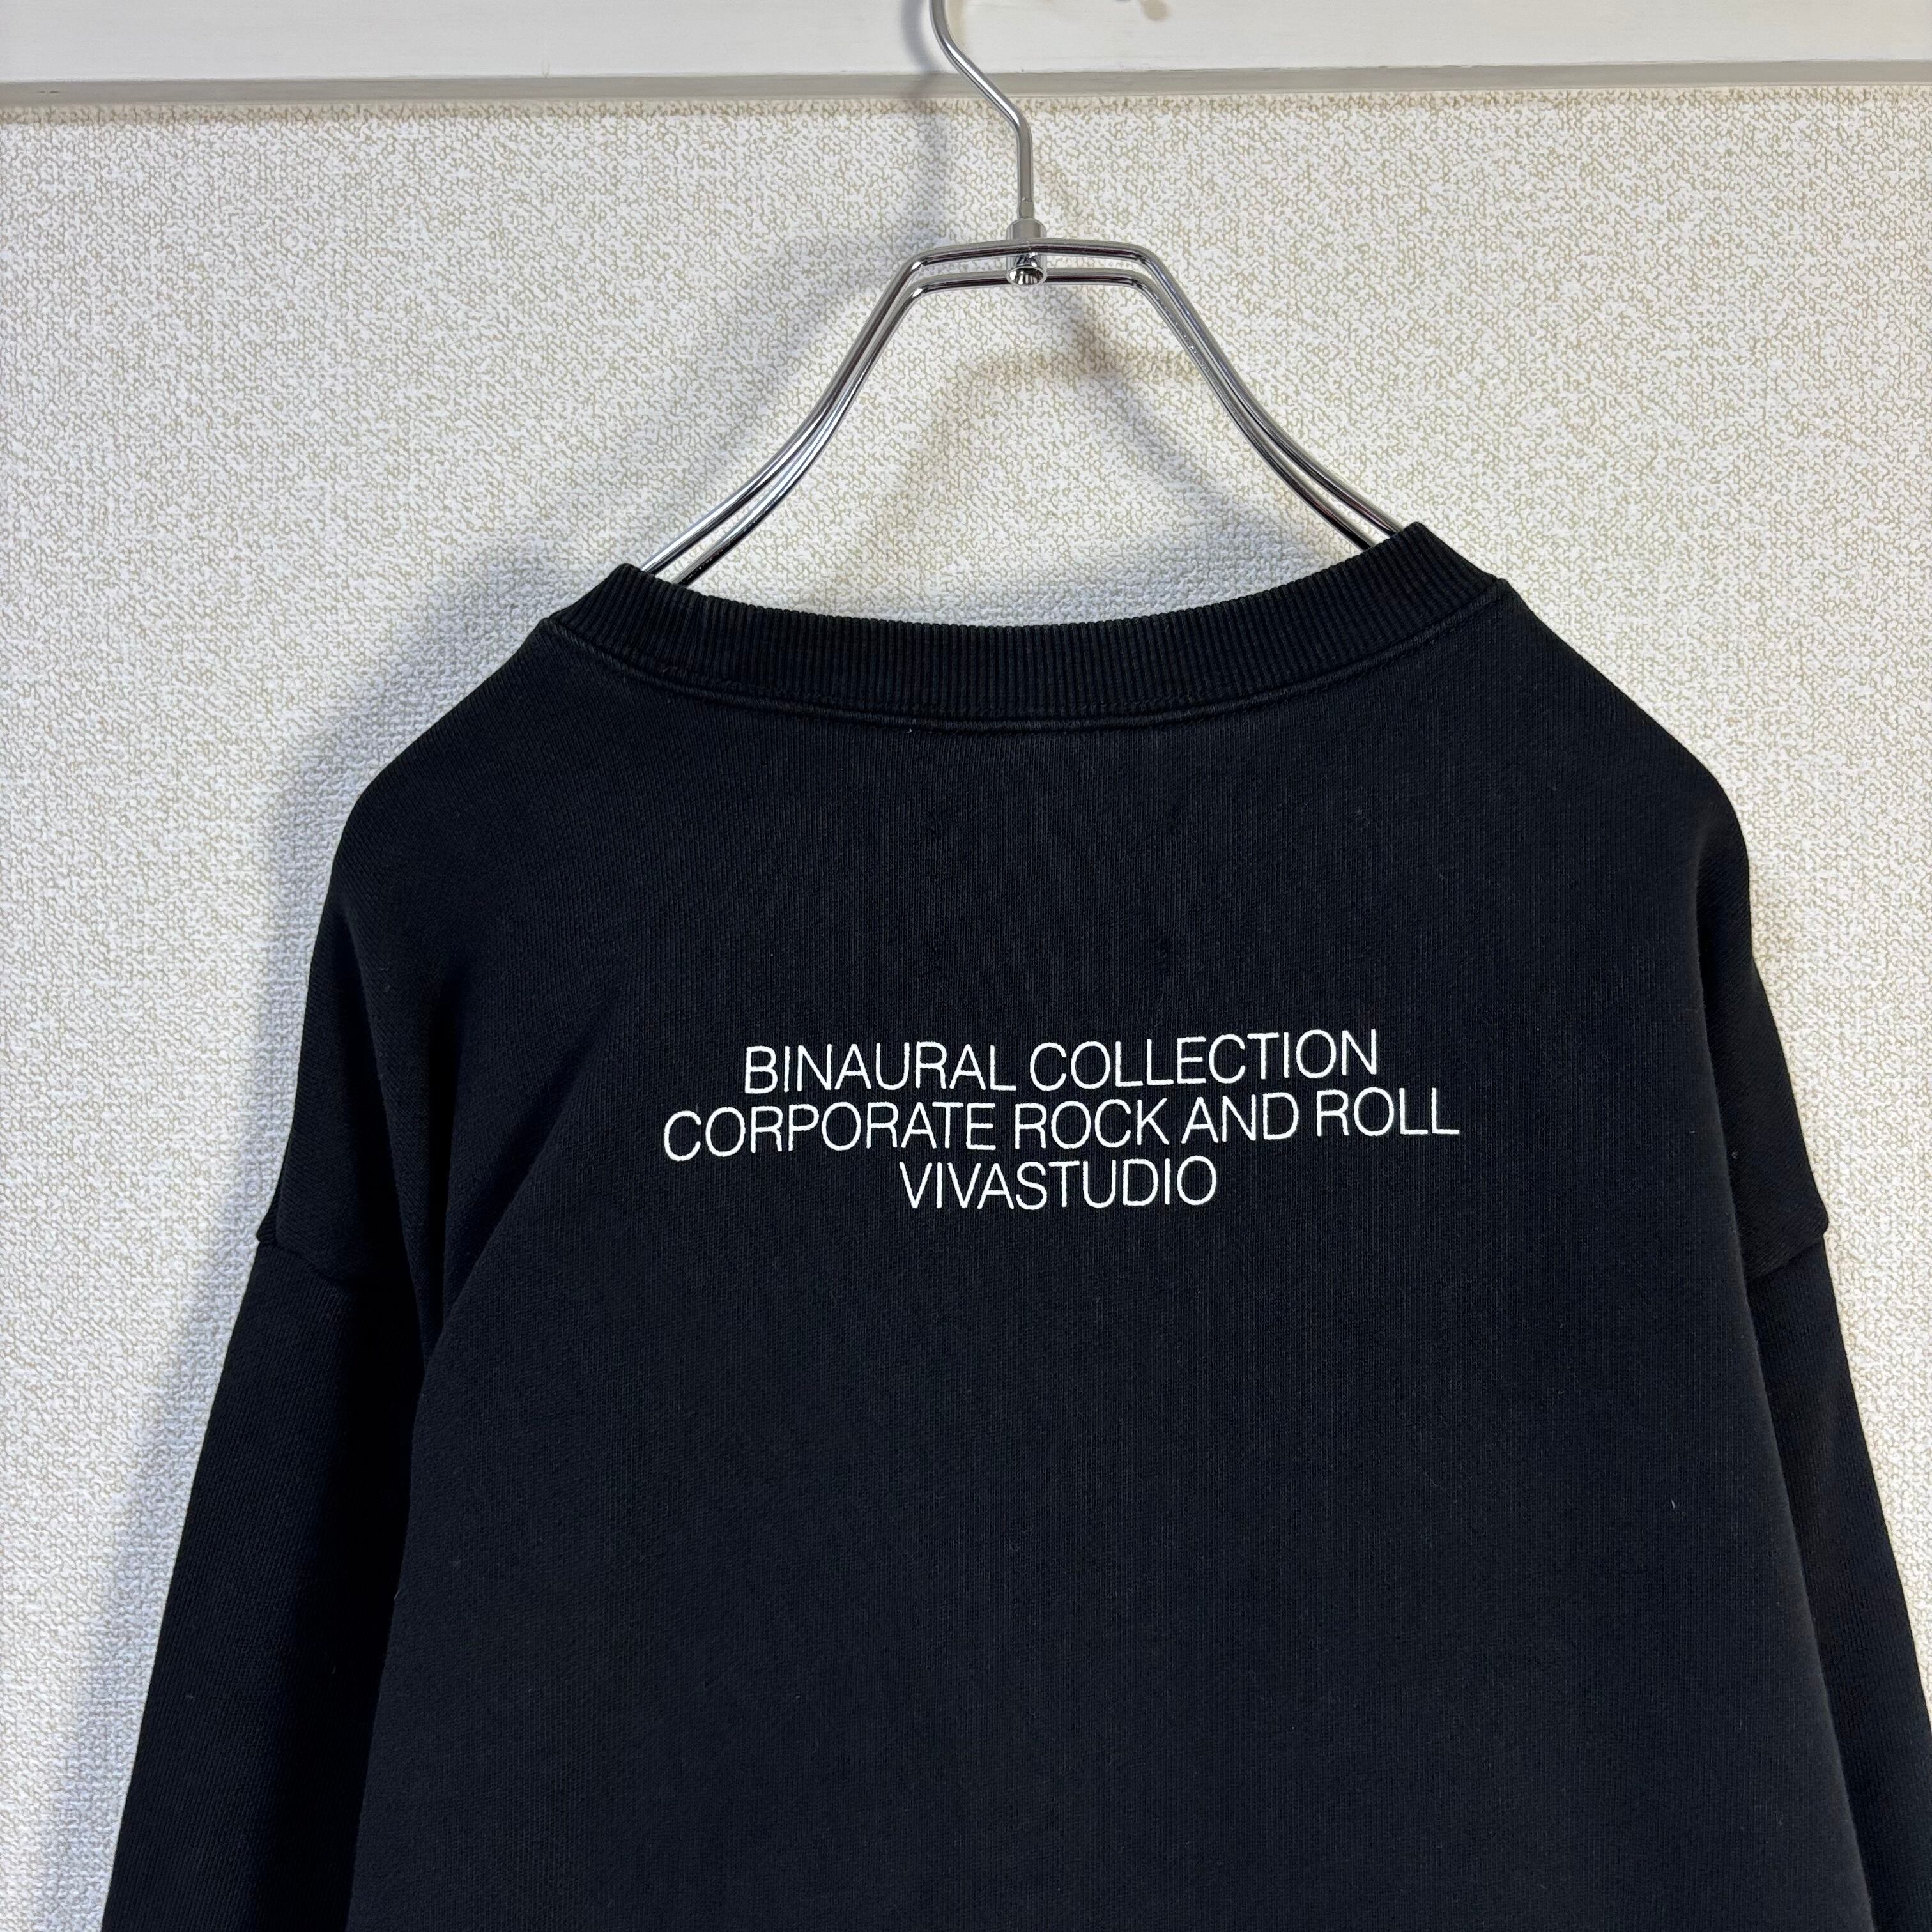 BINAURAL COLLECTION
CORPORATE ROCK AND ROLL
VIVASTUDIO